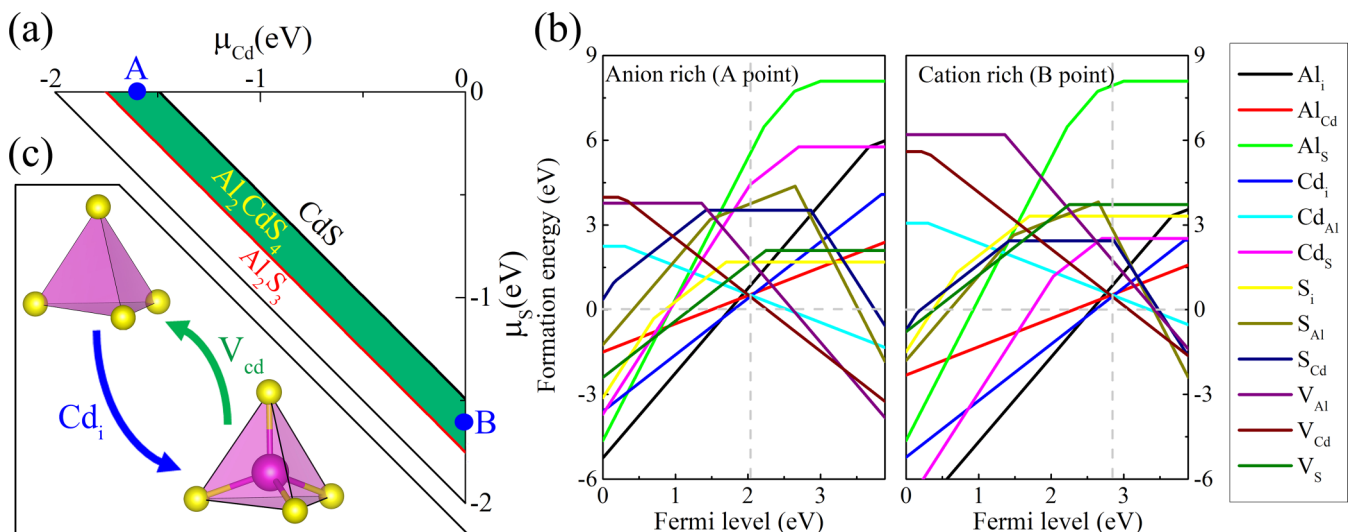 (a)
μCd(eV)
-2
-1
0
A
Al2CdS4
CdS
Al2S3
-1
μS(eV)
B
-2
(c)
Vcd
Cdi
(b)
9
6
3
0
-3
-6
Formation energy (eV)
Anion rich (A point)
0
1
2
3
Fermi level (eV)
Cation rich (B point)
0
1
2
3
Fermi level (eV)
9
6
3
0
3
-6
Ali
AlCd
AlS
Cdi
CdAl
CdS
Si
SAl
SCd
VAl
VCd
VS